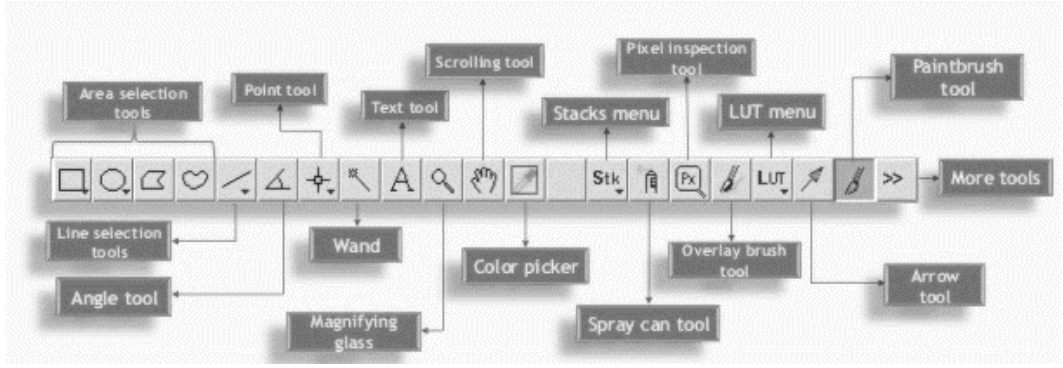 Pixel inspection
tool
Scrolling tool
Paintbrush
tool
Area selection
tools
Point tool
Text tool
Stacks menu
LUT menu
A
Stk
Px
LUT
>>
More tools
Line selection
tools
Wand
Color picker
Overlay brush
tool
Angle tool
Arrow
tool
Magnifying
glass
Spray can tool